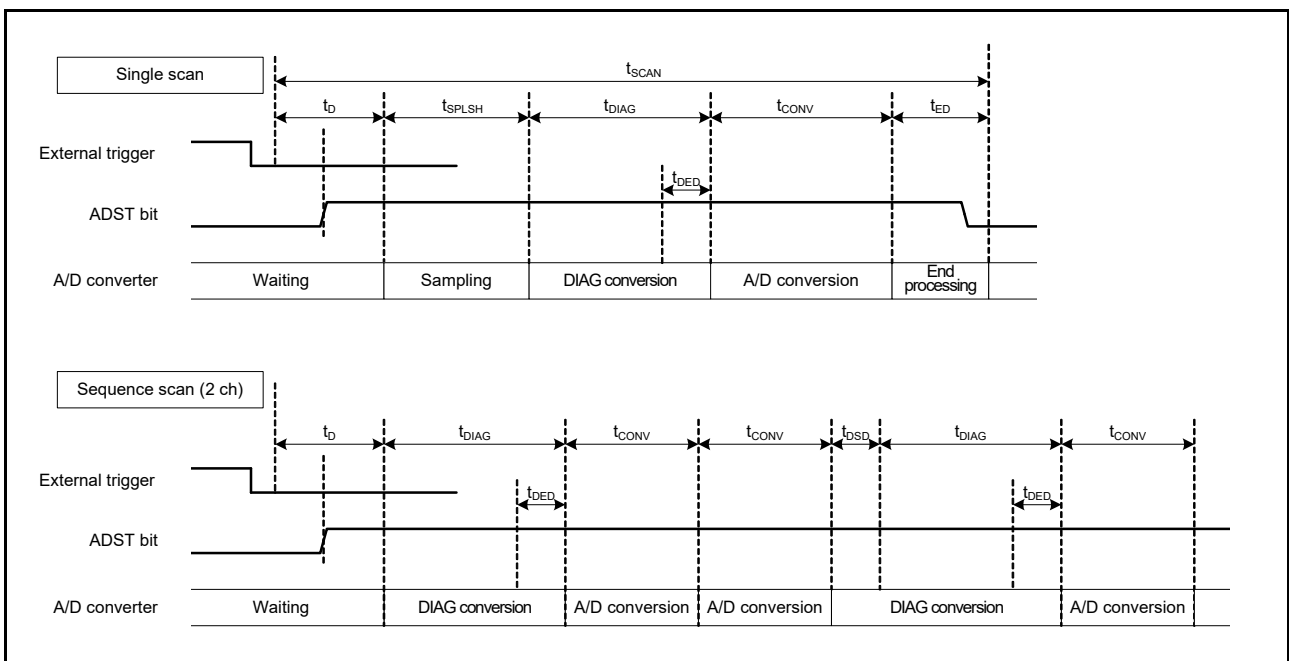 Single scan
tSCAN
tD tSPLSH tDIAG tCONV tED
External trigger
tDED
ADST bit
A/D converter Waiting Sampling DIAG conversion A/D conversion End processing
Sequence scan (2 ch)
tD tDIAG tCONV tCONV tDSD tDIAG tCONV
External trigger
tDED tDED
ADST bit
A/D converter Waiting DIAG conversion A/D conversion A/D conversion DIAG conversion A/D conversion